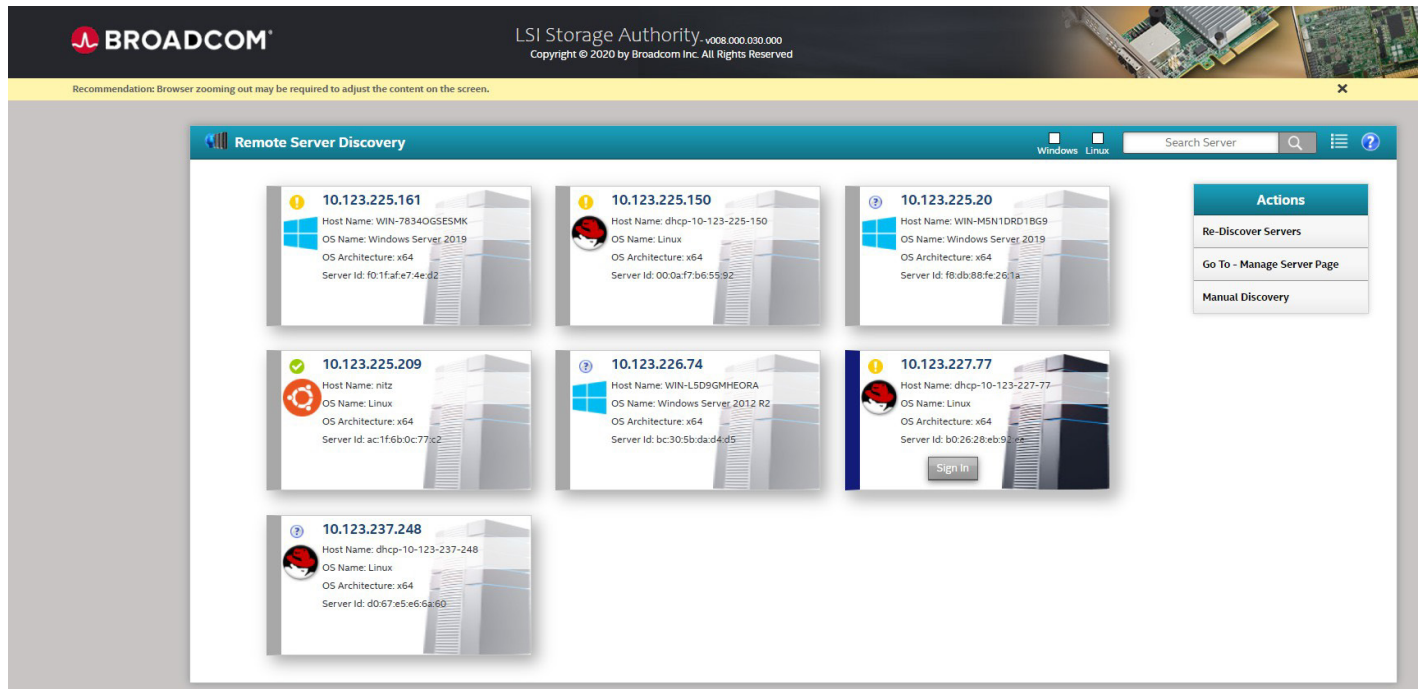 BROADCOM
LSI Storage Authority v008.000.030.000
Copyright © 2020 by Broadcom Inc. All Rights Reserved
Recommendation: Browser zooming out may be required to adjust the content on the screen.
Remote Server Discovery
Windows Linux
Search Server
10.123.225.161
Host Name: WIN-7834OGSESMK
OS Name: Windows Server 2019
OS Architecture: x64
Server Id: f0:1f:af:e7:4e:d2
10.123.225.150
Host Name: dhcp-10-123-225-150
OS Name: Linux
OS Architecture: x64
Server Id: 00:0a:f7:b6:55:92
10.123.225.20
Host Name: WIN-M5N1DRD1BG9
OS Name: Windows Server 2019
OS Architecture: x64
Server Id: f8:db:88:fe:26:1a
Actions
Re-Discover Servers
Go To - Manage Server Page
Manual Discovery
10.123.225.209
Host Name: nitz
OS Name: Linux
OS Architecture: x64
Server Id: ac:1f:6b:0c:77:c2
10.123.226.74
Host Name: WIN-L5D9GMHEORA
OS Name: Windows Server 2012 R2
OS Architecture: x64
Server Id: bc:30:5b:da:d4:d5
10.123.227.77
Host Name: dhcp-10-123-227-77
OS Name: Linux
OS Architecture: x64
Server Id: b0:26:28:eb:92:ee
Sign In
10.123.237.248
Host Name: dhcp-10-123-237-248
OS Name: Linux
OS Architecture: x64
Server Id: d0:67:e5:e6:6a:60